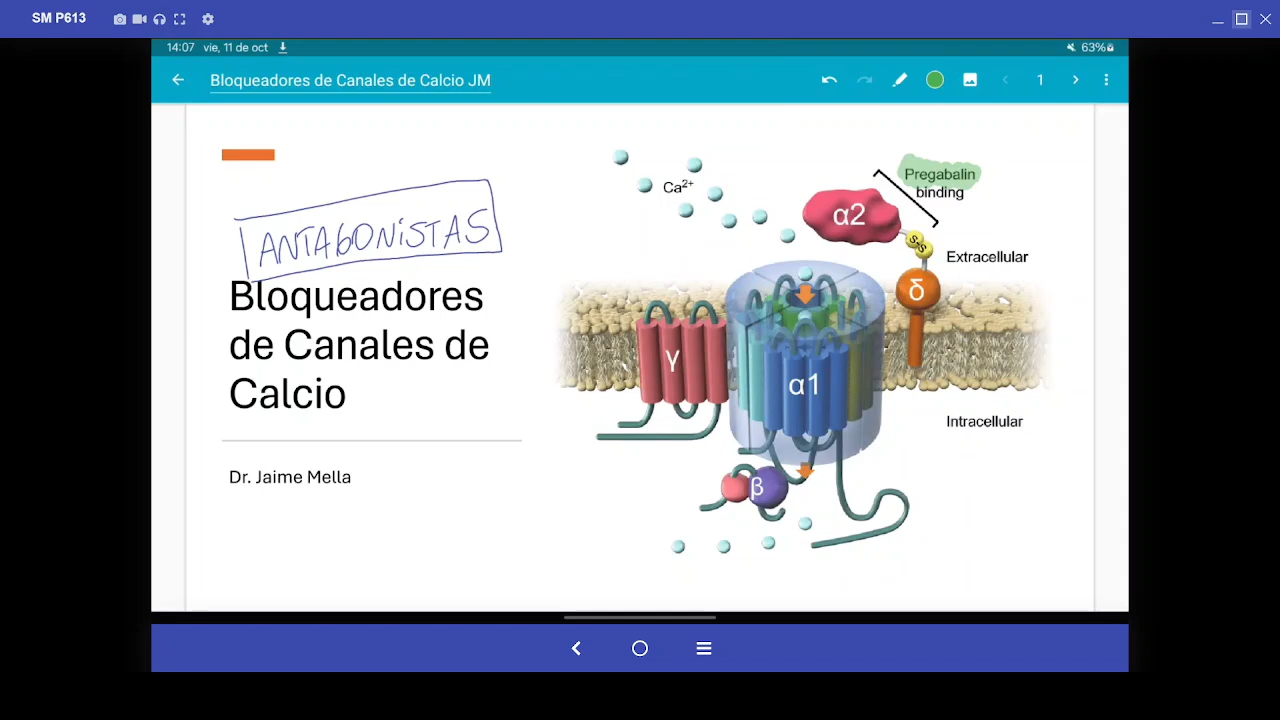 SM P613
14:07 vie, 11 de oct 63%
Bloqueadores de Canales de Calcio JM
1
ANTAGONISTAS
Bloqueadores
de Canales de
Calcio
Dr. Jaime Mella
Ca2+
Pregabalin
binding
α2
S-S
Extracellular
δ
γ
α1
Intracellular
β